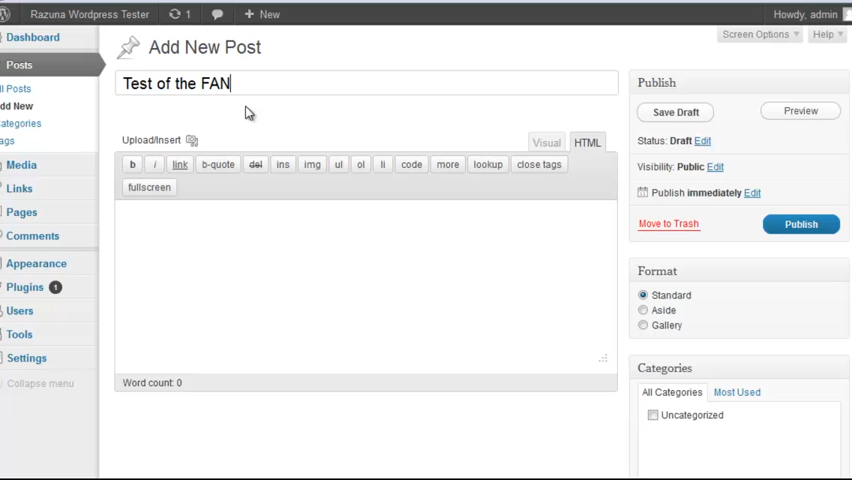 Razuna Wordpress Tester 1 + New Howdy, admin
Dashboard
Posts
All Posts
Add New
Categories
Tags
Media
Links
Pages
Comments
Appearance
Plugins 1
Users
Tools
Settings
Collapse menu
Add New Post
Screen Options Help
Test of the FAN
Upload/Insert
Visual HTML
b i link b-quote del ins img ul ol li code more lookup close tags
fullscreen
Word count: 0
Publish
Save Draft Preview
Status: Draft Edit
Visibility: Public Edit
Publish immediately Edit
Move to Trash Publish
Format
Standard
Aside
Gallery
Categories
All Categories Most Used
Uncategorized